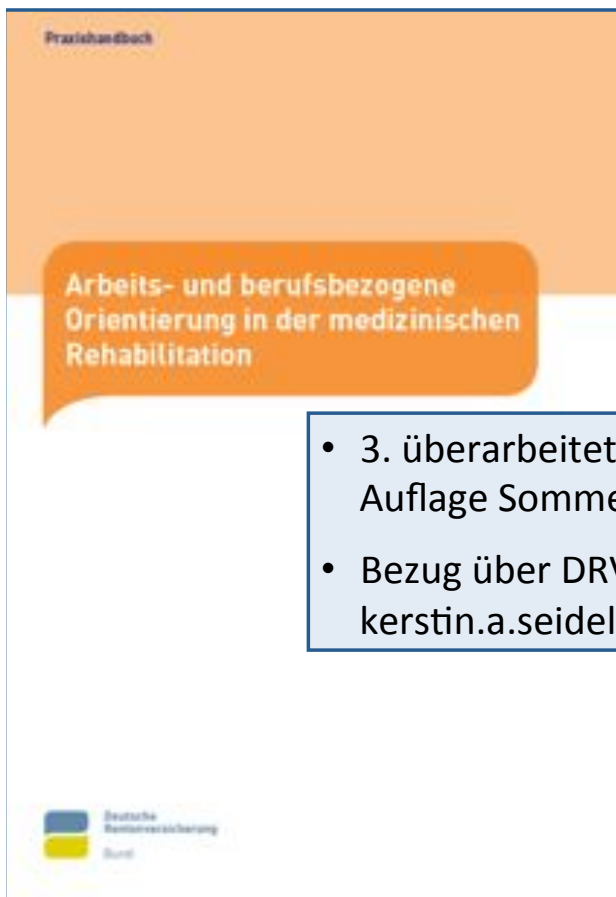 Praxishandbuch
Arbeits- und berufsbezogene
Orientierung in der medizinischen
Rehabilitation
• 3. überarbeitet
Auflage Somme
• Bezug über DRV
kerstin.a.seidel
Deutsche
Rentenversicherung
Bund